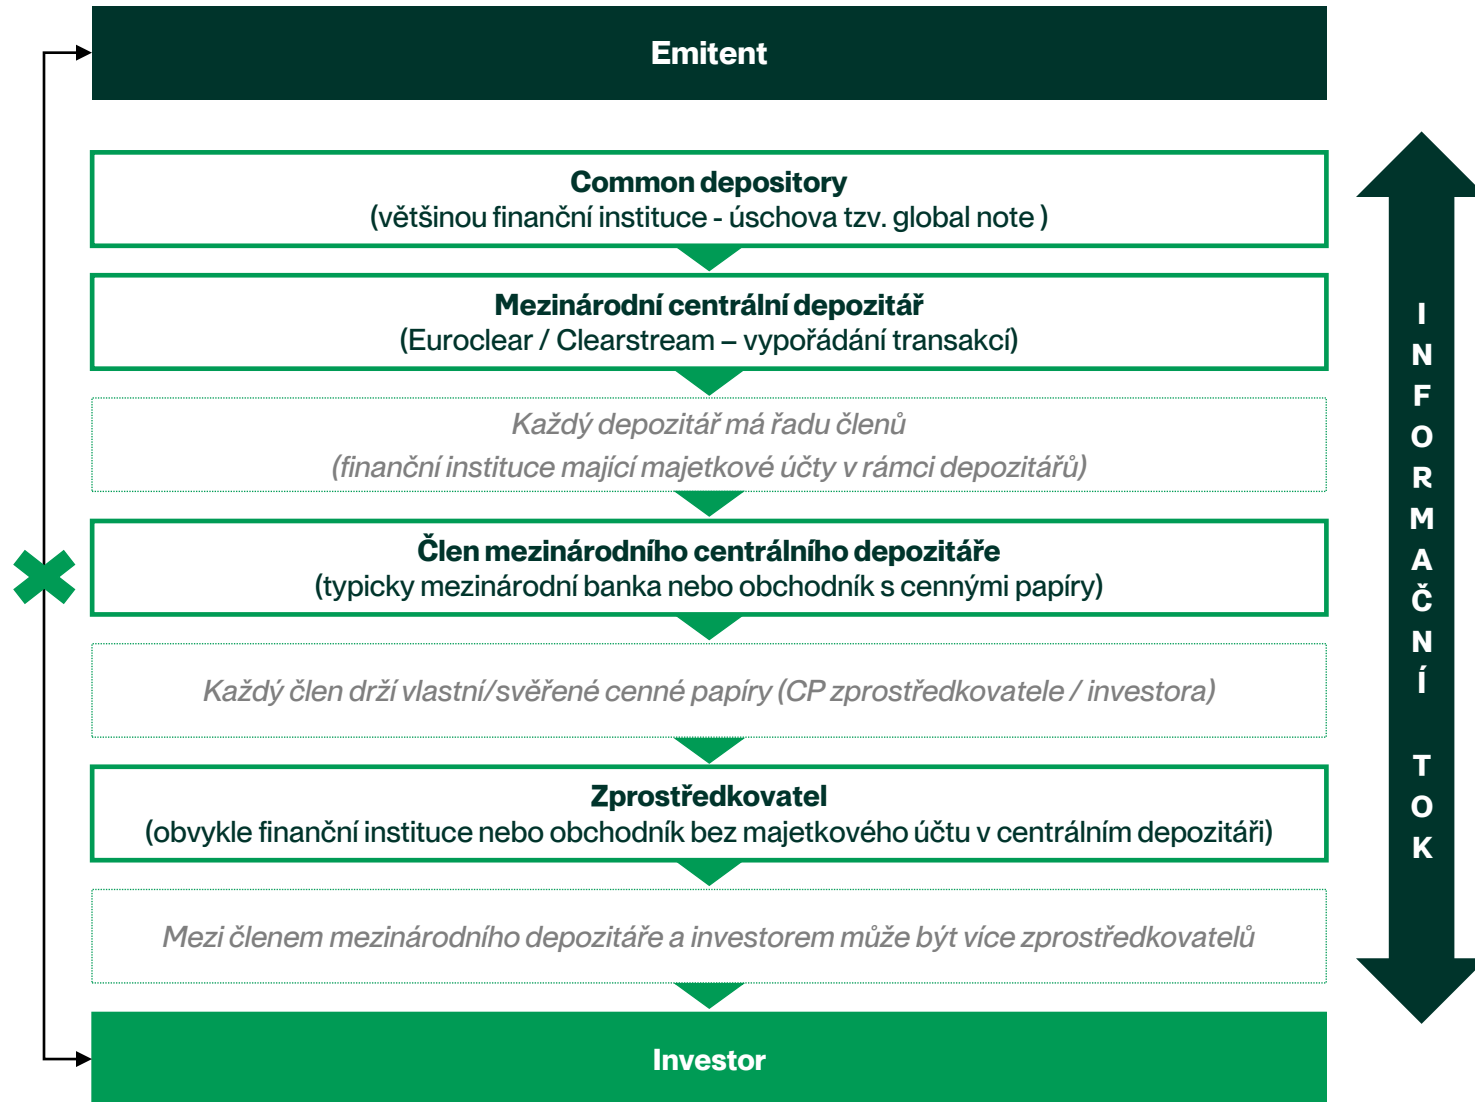 Emitent
Common depository
(většinou finanční instituce - úschova tzv. global note )
Mezinárodní centrální depozitář
(Euroclear / Clearstream – vypořádání transakcí)
Každý depozitář má řadu členů
(finanční instituce mající majetkové účty v rámci depozitářů)
Člen mezinárodního centrálního depozitáře
(typicky mezinárodní banka nebo obchodník s cennými papíry)
Každý člen drží vlastní/svěřené cenné papíry (CP zprostředkovatele / investora)
Zprostředkovatel
(obvykle finanční instituce nebo obchodník bez majetkového účtu v centrálním depozitáři)
Mezi členem mezinárodního depozitáře a investorem může být více zprostředkovatelů
Investor
INFORMAČNÍ TOK